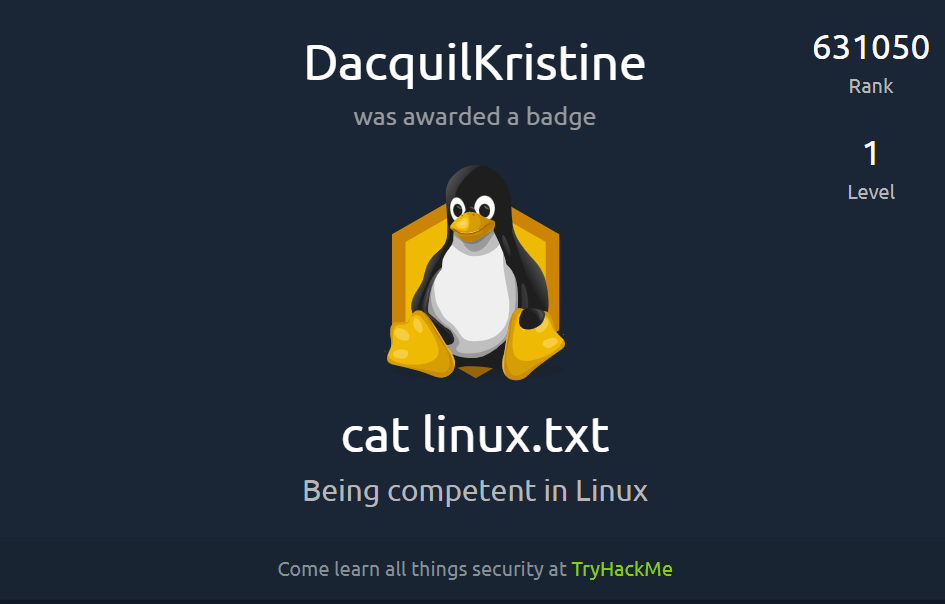 DacquilKristine
was awarded a badge
631050
Rank
1
Level
cat linux.txt
Being competent in Linux
Come learn all things security at TryHackMe